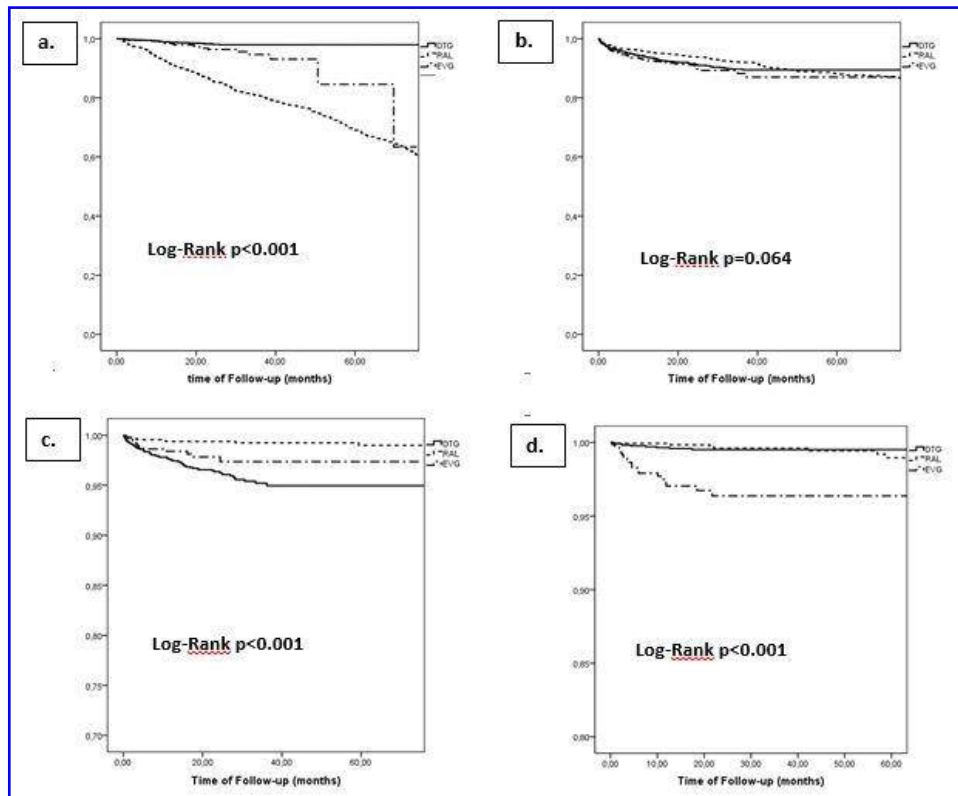 a.
1,0
0,8
0,6
0,4
0,2
0,0
DTG
RAL
EVG
Log-Rank p<0.001
0,00 20,00 40,00 60,00
time of Follow-up (months)
b.
1,0
0,8
0,6
0,4
0,2
0,0
DTG
RAL
EVG
Log-Rank p=0.064
0,00 20,00 40,00 60,00
Time of Follow-up (months)
c.
1,00
0,95
0,90
0,85
0,80
0,75
0,70
DTG
RAL
EVG
Log-Rank p<0.001
0,00 20,00 40,00 60,00
Time of Follow-up (months)
d.
1,00
0,95
0,90
0,85
0,80
DTG
RAL
EVG
Log-Rank p<0.001
0,00 10,00 20,00 30,00 40,00 50,00 60,00
Time of Follow-up (months)